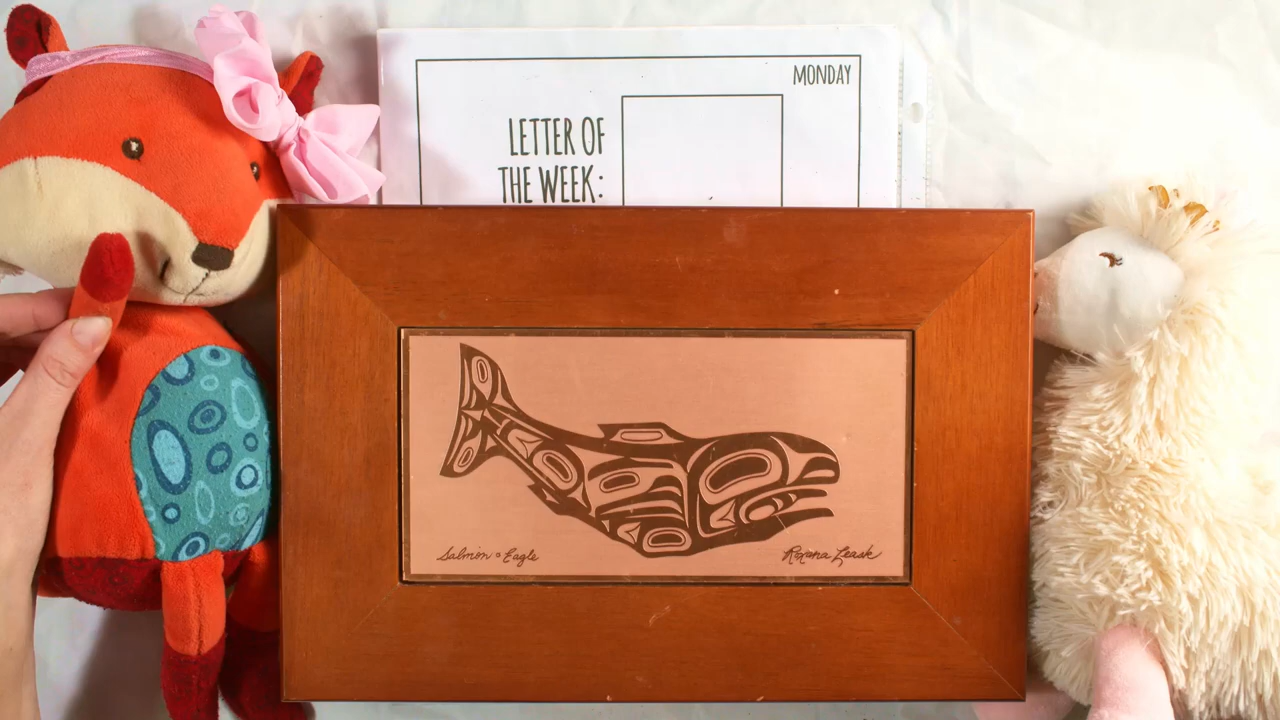 MONDAY
LETTER OF
THE WEEK:
Salmon o Eagle
Roxana Leask